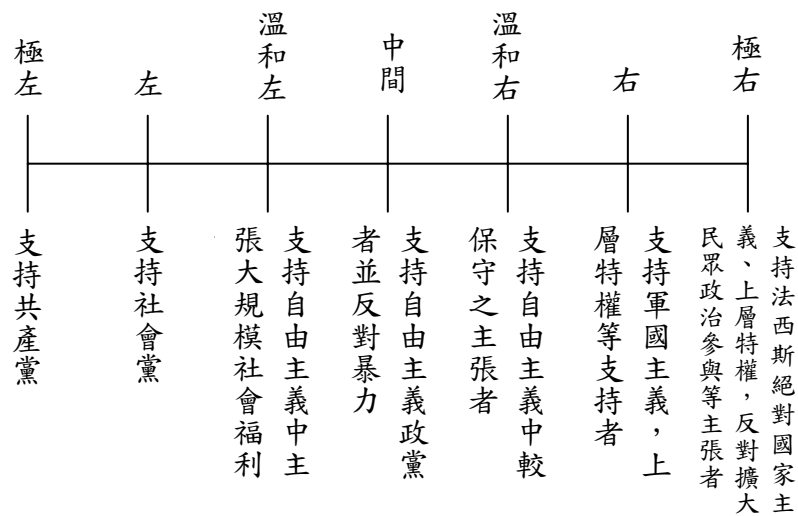 極左
左
溫和左
中間
溫和右
右
極右
支持共產黨
支持社會黨
支持自由主義中主
張大規模社會福利
支持自由主義政黨
者並反對暴力
支持自由主義中較
保守之主張者
支持軍國主義，上
層特權等支持者
支持法西斯絕對國家主
義、上層特權，反對擴大
民眾政治參與等主張者